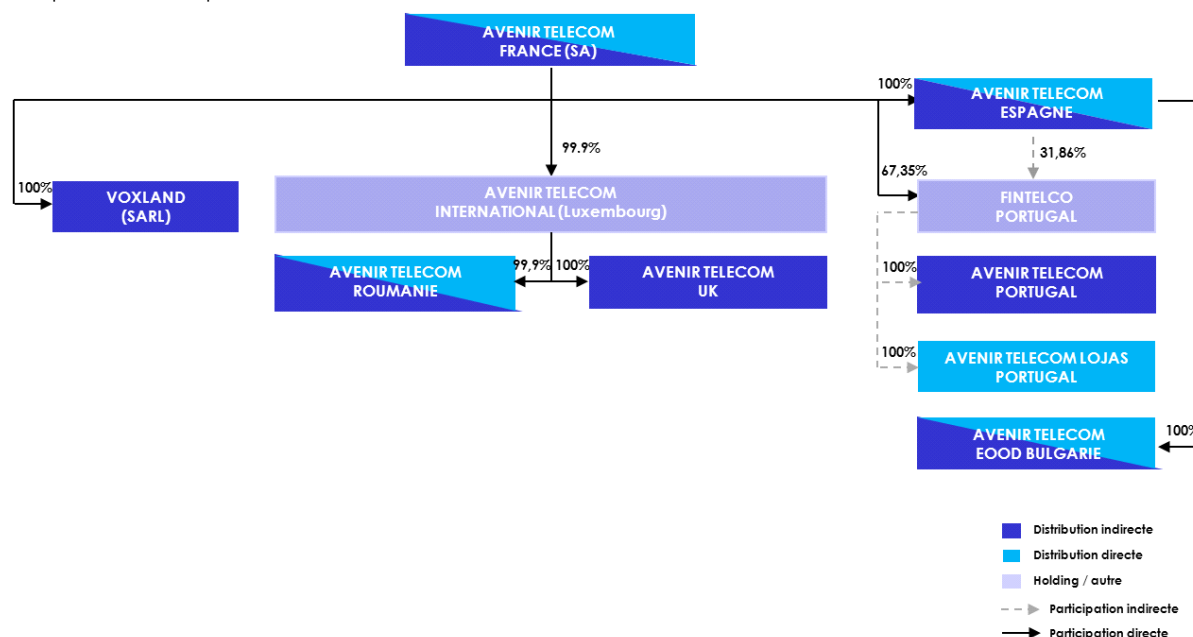 AVENIR TELECOM
FRANCE (SA)
100%
AVENIR TELECOM
ESPAGNE
99.9%
31,86%
67,35%
100%
VOXLAND
(SARL)
AVENIR TELECOM
INTERNATIONAL (Luxembourg)
FINTELCO
PORTUGAL
AVENIR TELECOM
ROUMANIE
99,9%
100%
AVENIR TELECOM
UK
100%
AVENIR TELECOM
PORTUGAL
100%
AVENIR TELECOM LOJAS
PORTUGAL
AVENIR TELECOM
EOOD BULGARIE
100%
Distribution indirecte
Distribution directe
Holding / autre
Participation indirecte
Participation directe